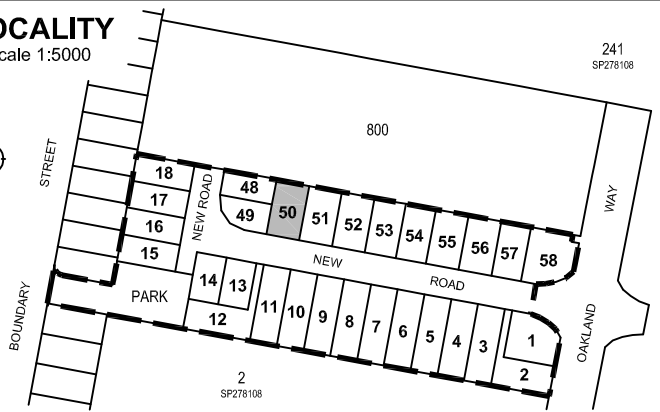 OCALITY
cale 1:5000
241
SP278108
800
STREET
WAY
18
17
16
15
NEW ROAD
48
49
50
51
52
53
54
55
56
57
58
NEW
ROAD
PARK
14
13
12
11
10
9
8
7
6
5
4
3
1
2
BOUNDARY
OAKLAND
2
SP278108